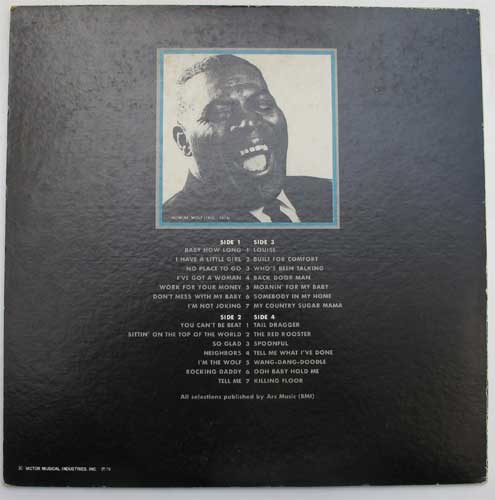 HOWLIN' WOLF (1910 - 1976)
SIDE 1 SIDE 3
BABY HOW LONG 1 LOUISE
I HAVE A LITTLE GIRL 2 BUILT FOR COMFORT
NO PLACE TO GO 3 WHO'S BEEN TALKING
I'VE GOT A WOMAN 4 BACK DOOR MAN
WORK FOR YOUR MONEY 5 MOANIN' FOR MY BABY
DON'T MESS WITH MY BABY 6 SOMEBODY IN MY HOME
I'M NOT JOKING 7 MY COUNTRY SUGAR MAMA
SIDE 2 SIDE 4
YOU CAN'T BE BEAT 1 TAIL DRAGGER
SITTIN' ON THE TOP OF THE WORLD 2 THE RED ROOSTER
SO GLAD 3 SPOONFUL
NEIGHBORS 4 TELL ME WHAT I'VE DONE
I'M THE WOLF 5 WANG-DANG-DOODLE
ROCKING DADDY 6 OOH BABY HOLD ME
TELL ME 7 KILLING FLOOR
All selections published by Arc Music (BMI)
VICTOR MUSICAL INDUSTRIES, INC.